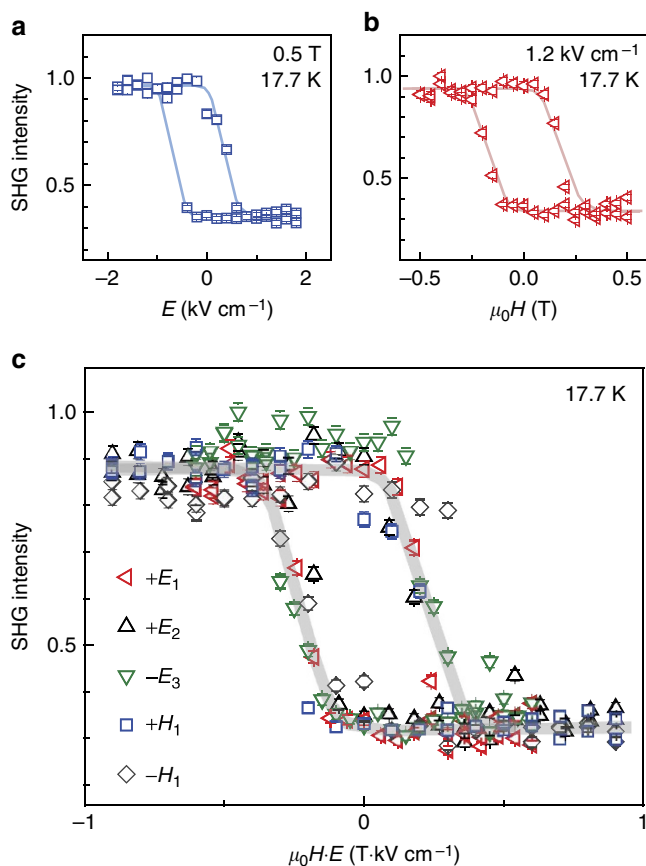 a
0.5 T
17.7 K
1.0
0.5
SHG intensity
−2
0
2
E (kV cm⁻¹)
b
1.2 kV cm⁻¹
17.7 K
1.0
0.5
−0.5
0.0
0.5
μ₀H (T)
c
17.7 K
1.0
0.5
SHG intensity
+E₁
+E₂
−E₃
+H₁
−H₁
−1
0
1
μ₀H·E (T·kV cm⁻¹)